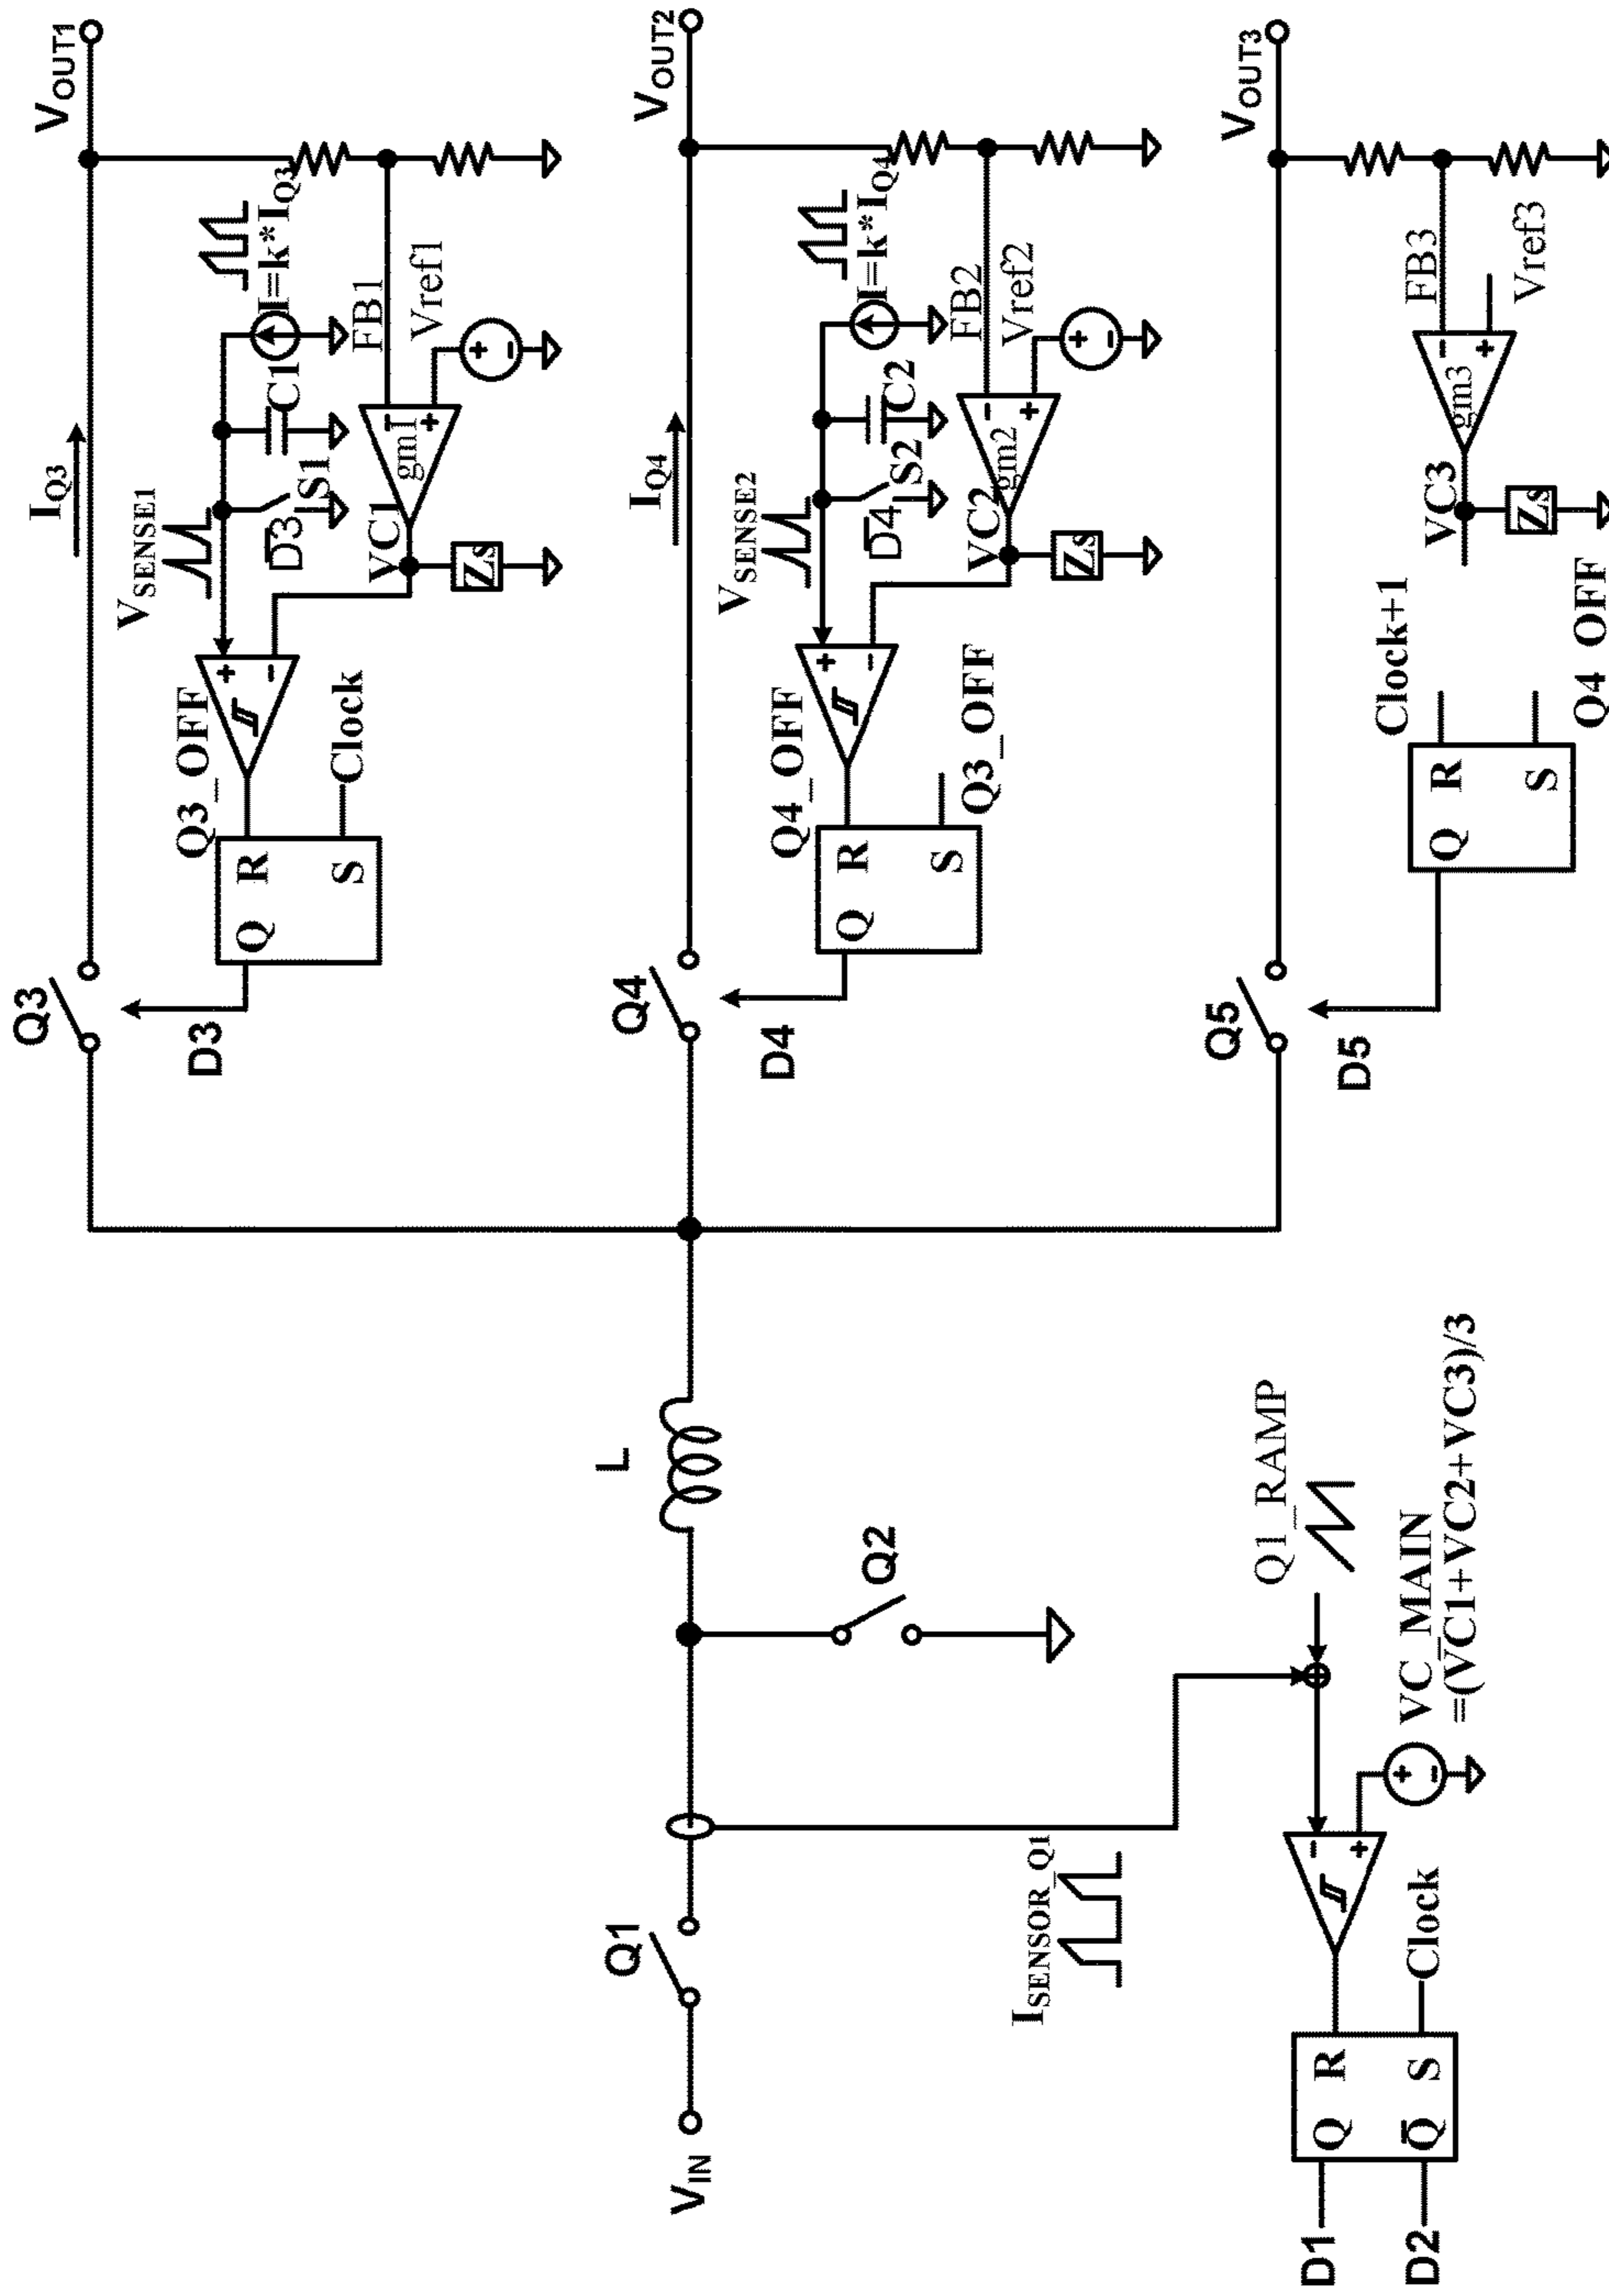 VOUT1
IQ3
Q3
D3
VSENSE1
Q3_OFF
+
−
Q R
S
Clock
D3
S1
C1
I=k*IQ3
FB1
Vref1
gm1
−
+
+
−
VC1
Zs
VOUT2
IQ4
Q4
D4
VSENSE2
Q4_OFF
+
−
Q R
S
Q3_OFF
D4
S2
C2
I=k*IQ4
FB2
Vref2
gm2
−
+
+
−
VC2
Zs
VOUT3
Q5
D5
Clock+1
Q R
S
Q4 OFF
FB3
Vref3
gm3
−
+
VC3
Zs
VIN
Q1
Q2
L
ISENSOR_Q1
Q1_RAMP
VC_MAIN
=(VC1+VC2+VC3)/3
−
+
+
−
Clock
Q R
Q̅ S
D1
D2